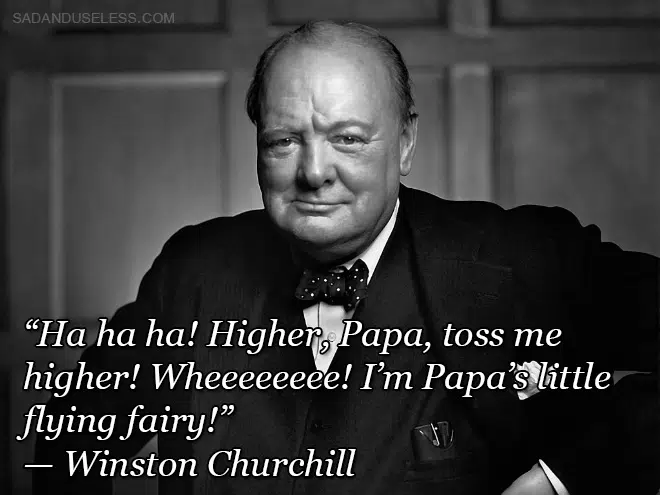 SADANDUSELESS.COM
“Ha ha ha! Higher, Papa, toss me
higher! Wheeeeeeee! I’m Papa’s little
flying fairy!”
— Winston Churchill